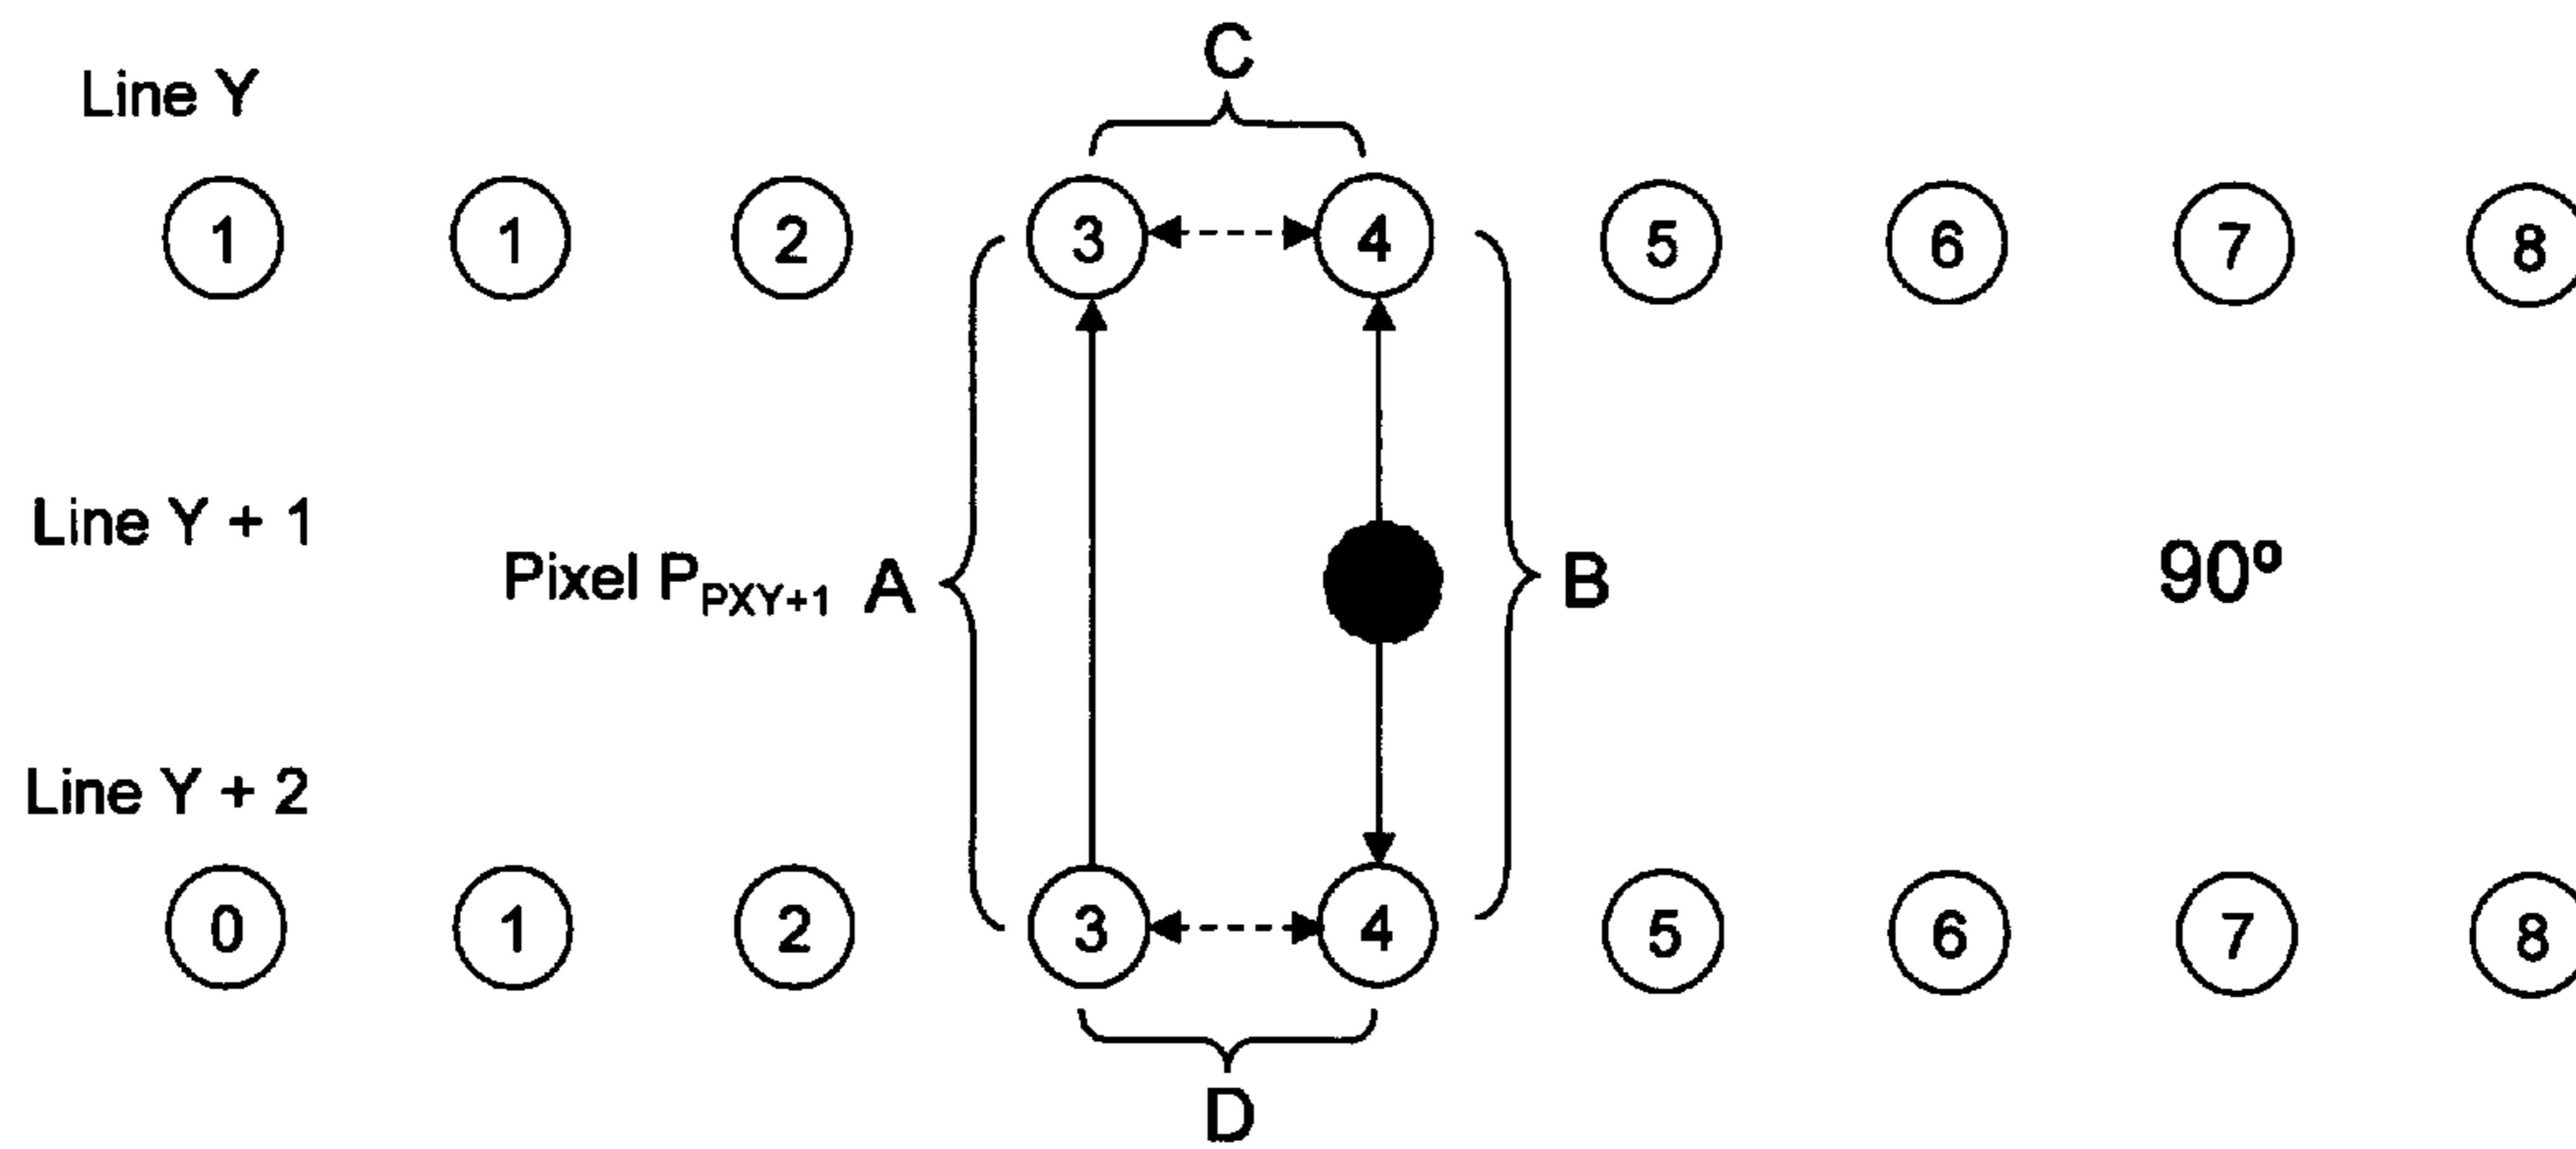 C
Line Y
1 1 2 3 4 5 6 7 8
Line Y + 1
Pixel PPXY+1 A B 90º
Line Y + 2
0 1 2 3 4 5 6 7 8
D